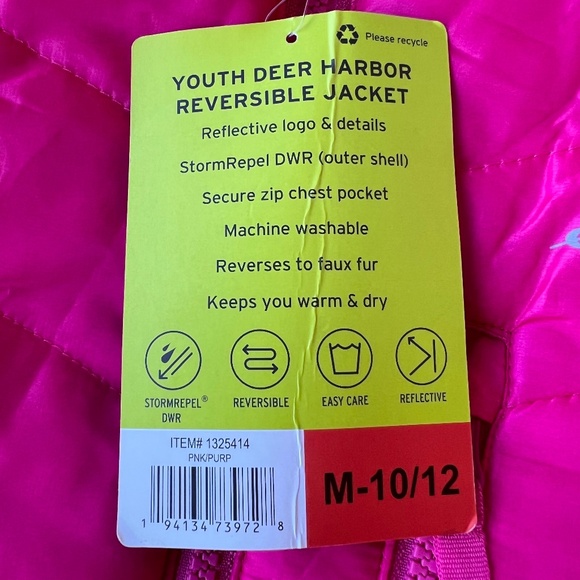 Please recycle
YOUTH DEER HARBOR
REVERSIBLE JACKET
Reflective logo & details
StormRepel DWR (outer shell)
Secure zip chest pocket
Machine washable
Reverses to faux fur
Keeps you warm & dry
STORMREPEL®
DWR
REVERSIBLE
EASY CARE
REFLECTIVE
ITEM# 1325414
PNK/PURP
1 94134 73972 8
M-10/12